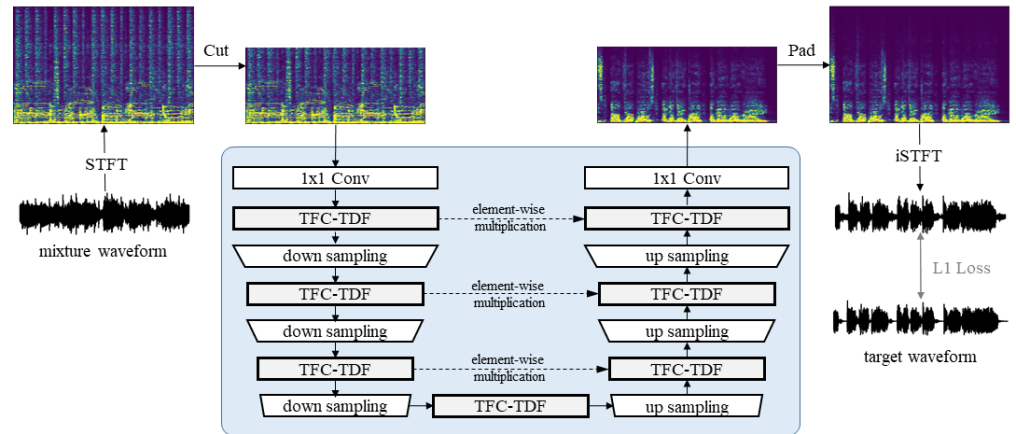 Cut
Pad
STFT
iSTFT
mixture waveform
1x1 Conv
TFC-TDF
down sampling
TFC-TDF
down sampling
TFC-TDF
down sampling
element-wise
multiplication
element-wise
multiplication
element-wise
multiplication
TFC-TDF
1x1 Conv
TFC-TDF
up sampling
TFC-TDF
up sampling
TFC-TDF
up sampling
L1 Loss
target waveform